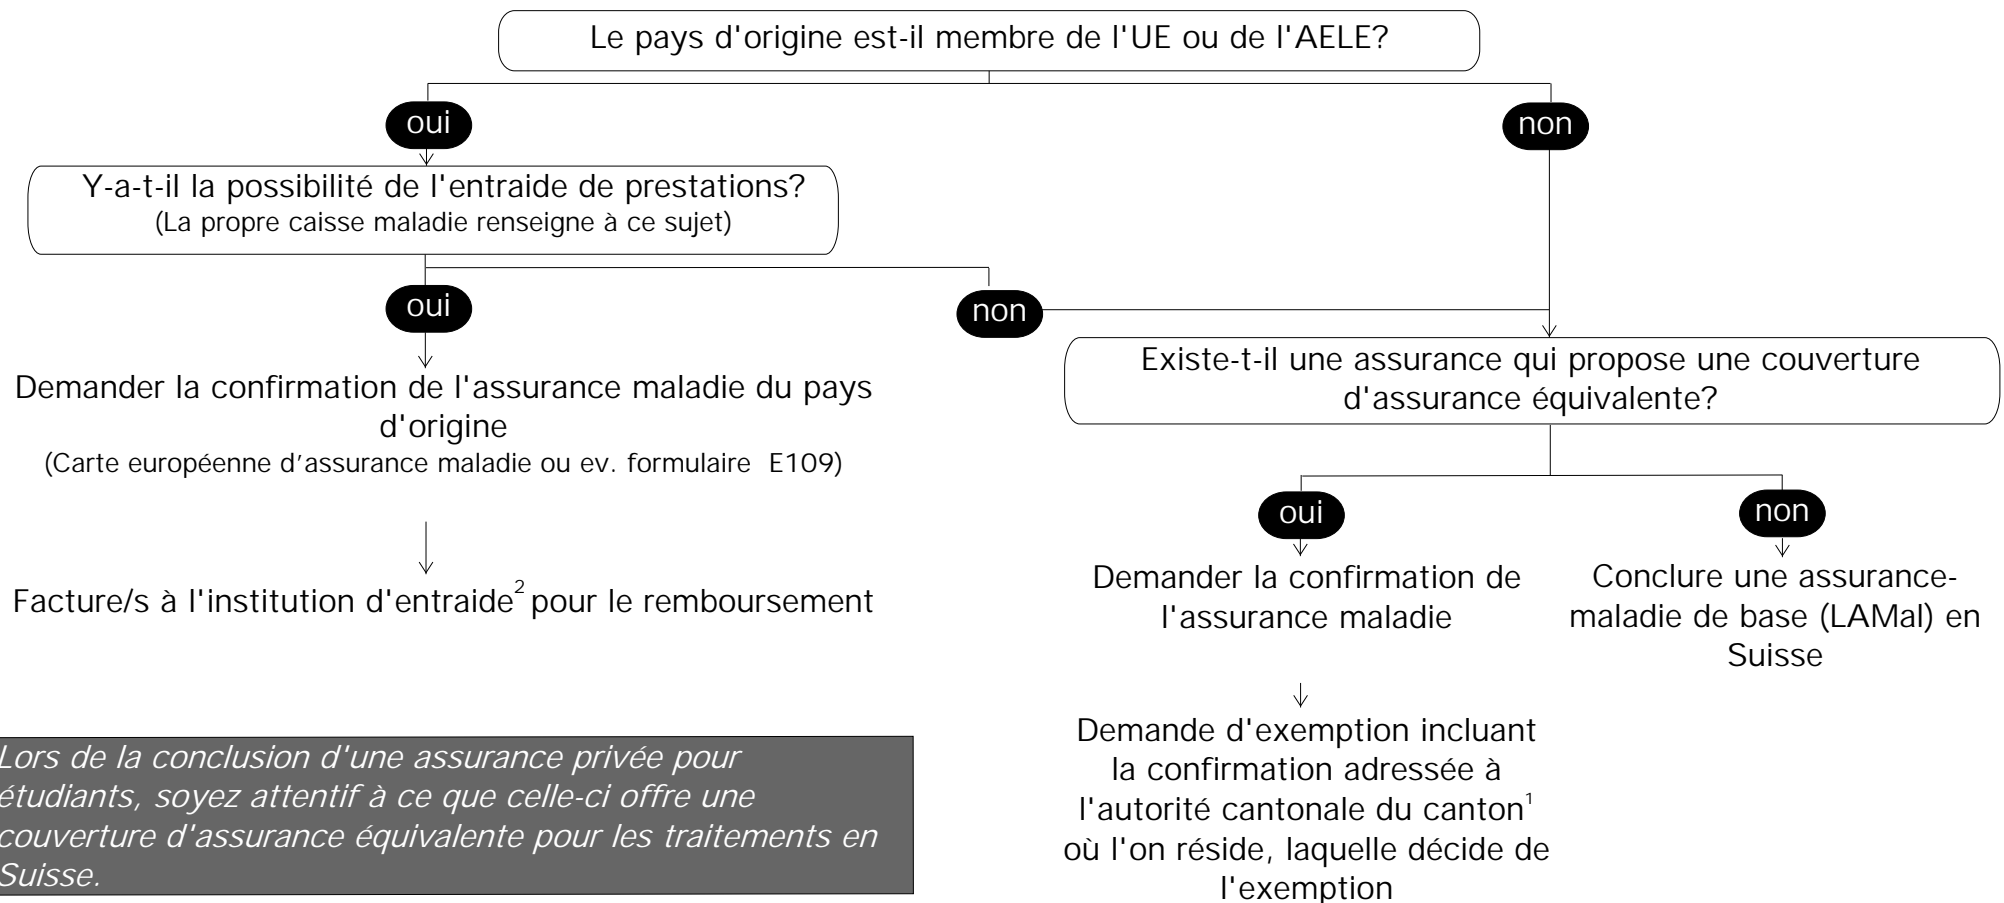 Le pays d'origine est-il membre de l'UE ou de l'AELE?
oui
non
Y-a-t-il la possibilité de l'entraide de prestations?
(La propre caisse maladie renseigne à ce sujet)
oui
non
Demander la confirmation de l'assurance maladie du pays
d'origine
(Carte européenne d’assurance maladie ou ev. formulaire E109)
Facture/s à l'institution d'entraide² pour le remboursement
Existe-t-il une assurance qui propose une couverture
d'assurance équivalente?
oui
non
Demander la confirmation de
l'assurance maladie
Demande d'exemption incluant
la confirmation adressée à
l'autorité cantonale du canton¹
où l'on réside, laquelle décide de
l'exemption
Conclure une assurance-
maladie de base (LAMal) en
Suisse
Lors de la conclusion d'une assurance privée pour
étudiants, soyez attentif à ce que celle-ci offre une
couverture d'assurance équivalente pour les traitements en
Suisse.